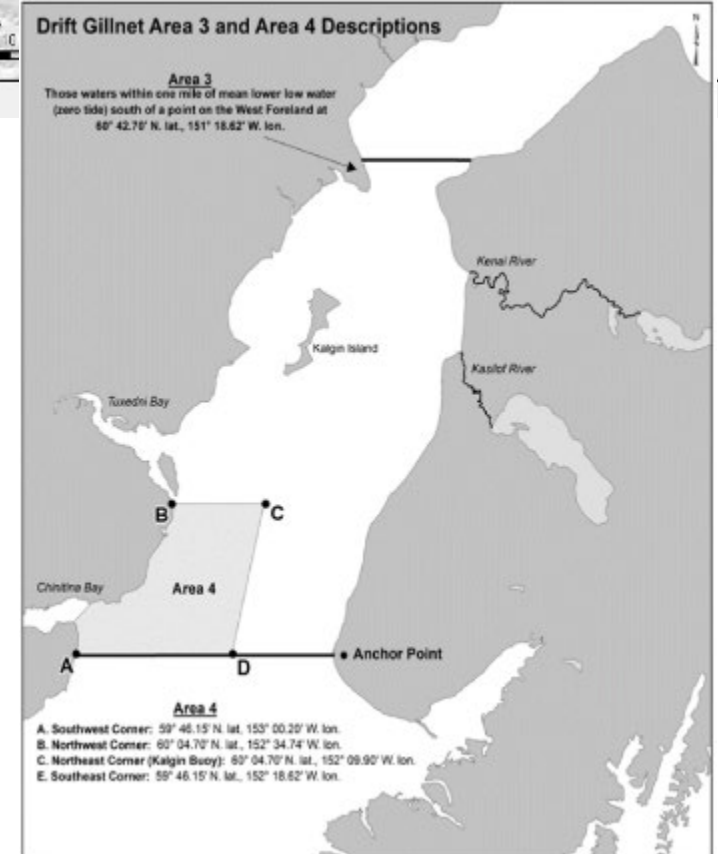 Drift Gillnet Area 3 and Area 4 Descriptions
Area 3
Those waters within one mile of mean lower low water
(zero tide) south of a point on the West Foreland at
60° 42.70' N. lat., 151° 18.62' W. lon.
Kenai River
Kalgin Island
Kasilof River
Tuxedni Bay
B
C
Chinitna Bay
Area 4
A
D
Anchor Point
Area 4
A. Southwest Corner: 59° 46.15' N. lat, 153° 00.20' W. lon.
B. Northwest Corner: 60° 04.70' N. lat., 152° 34.74' W. lon.
C. Northeast Corner (Kalgin Buoy): 60° 04.70' N. lat., 152° 09.90' W. lon.
E. Southeast Corner: 59° 46.15' N. lat., 152° 18.62' W. lon.